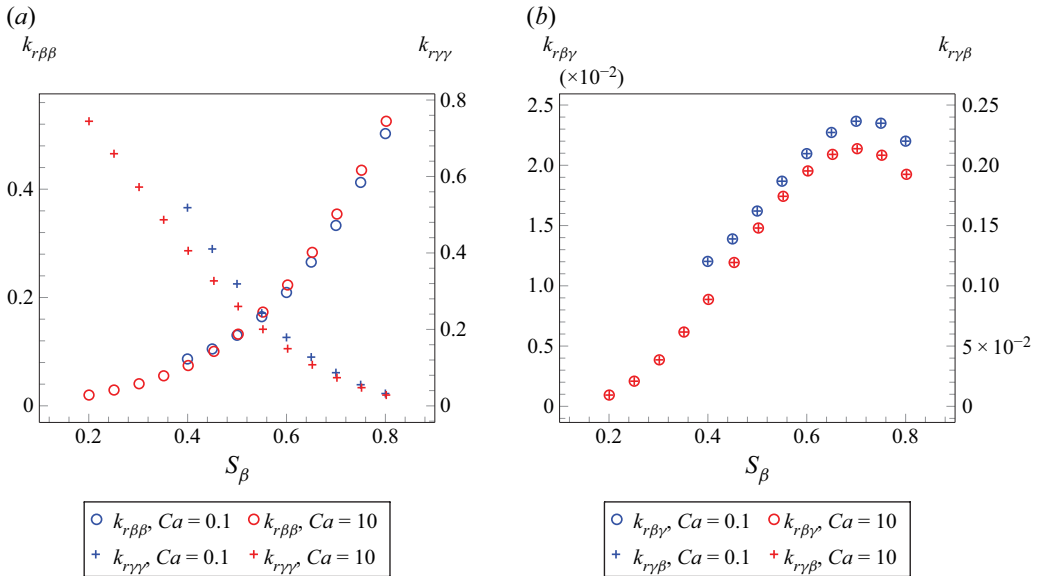 (a)
k_{rββ}
k_{rγγ}
0.8
0.6
0.4
0.4
0.2
0.2
0
0
0.2
0.4
0.6
0.8
S_β
k_{rββ}, Ca = 0.1
k_{rββ}, Ca = 10
k_{rγγ}, Ca = 0.1
k_{rγγ}, Ca = 10
(b)
k_{rβγ}
k_{rγβ}
(×10⁻²)
2.5
0.25
2.0
0.20
1.5
0.15
1.0
0.10
0.5
5 × 10⁻²
0
0
0.2
0.4
0.6
0.8
S_β
k_{rβγ}, Ca = 0.1
k_{rβγ}, Ca = 10
k_{rγβ}, Ca = 0.1
k_{rγβ}, Ca = 10